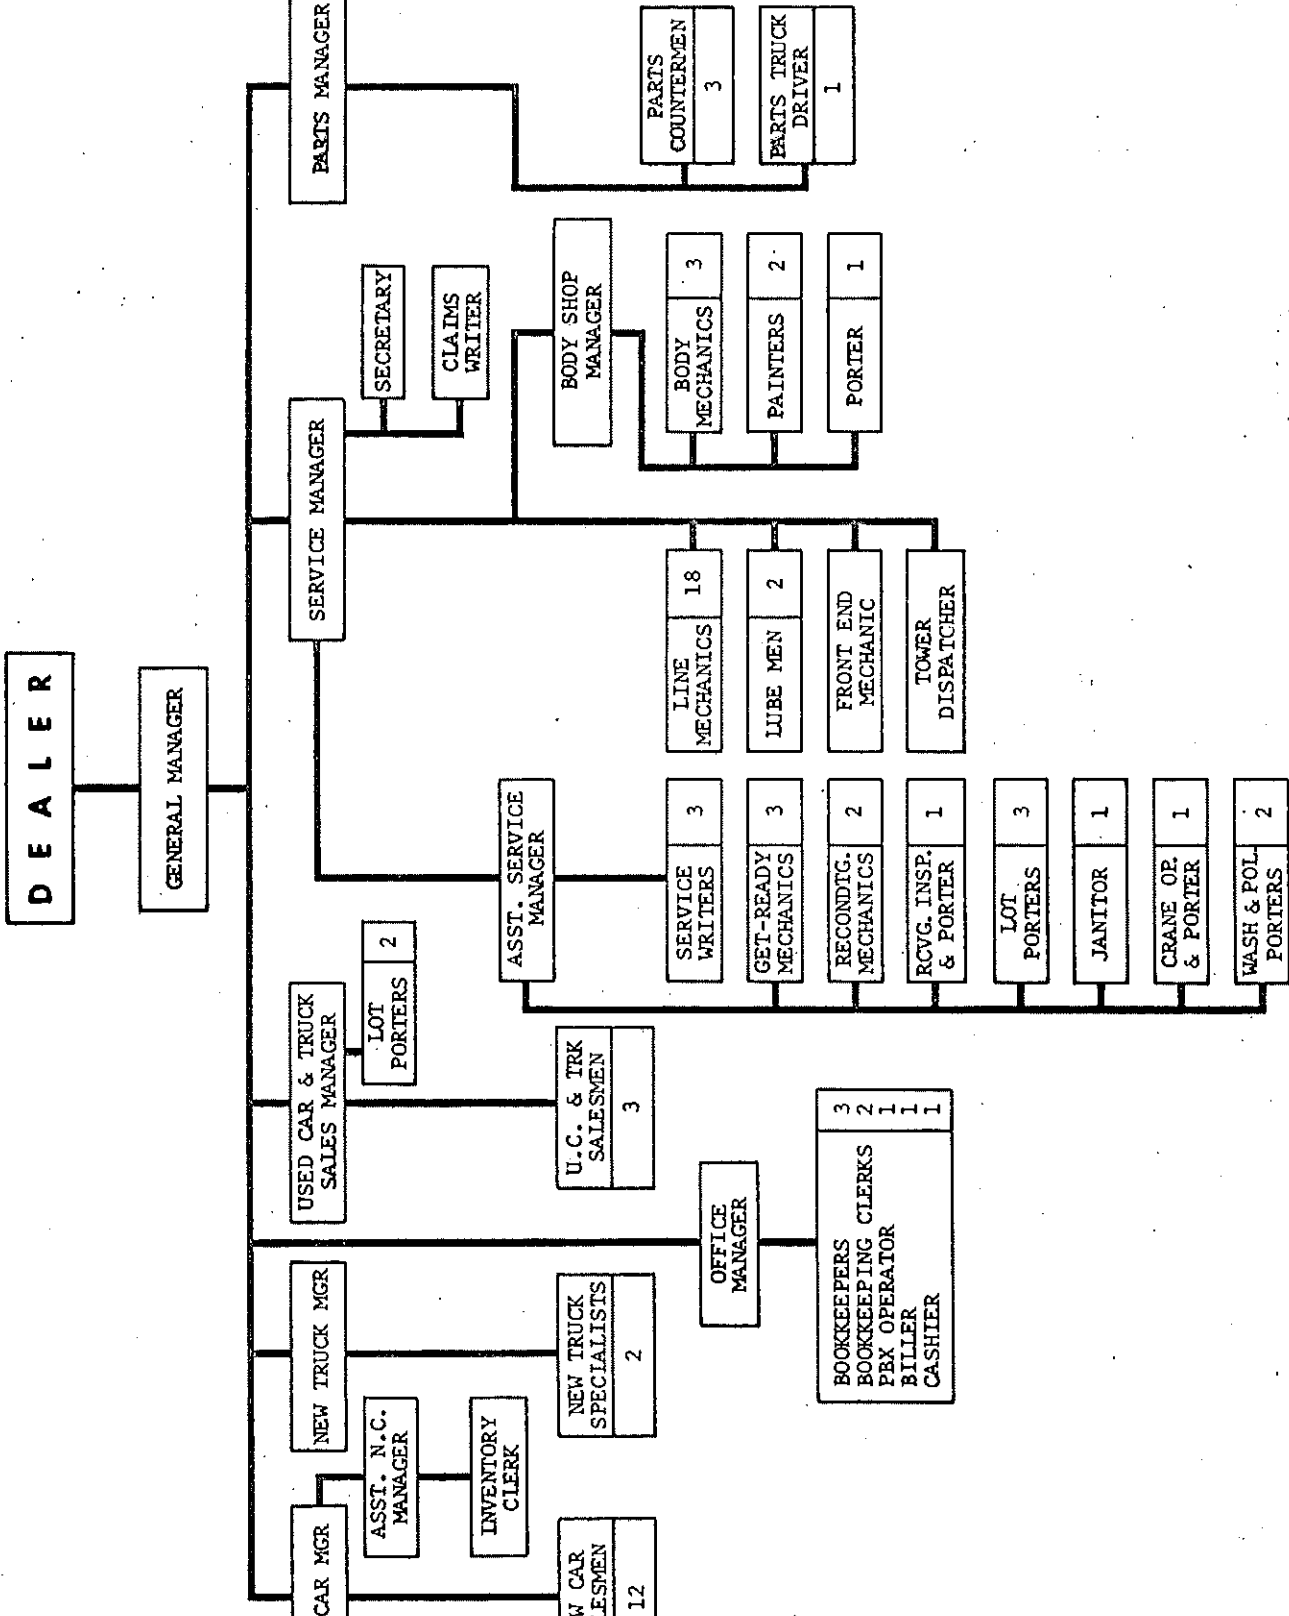 DEALER
GENERAL MANAGER
CAR MGR
NEW TRUCK MGR
USED CAR & TRUCK
SALES MANAGER
SERVICE MANAGER
PARTS MANAGER
ASST. N.C.
MANAGER
INVENTORY
CLERK
LOT
PORTERS
2
SECRETARY
CLAIMS
WRITER
CAR
12
NEW TRUCK
SPECIALISTS
2
U.C. & TRK
SALESMEN
3
OFFICE
MANAGER
BOOKKEEPERS 3
BOOKKEEPING CLERKS 2
PBX OPERATOR 1
BILLER 1
CASHIER 1
ASST. SERVICE
MANAGER
SERVICE
WRITERS
3
GET-READY
MECHANICS
3
RECONDTG.
MECHANICS
2
RCVG. INSP.
& PORTER
1
LOT
PORTERS
3
JANITOR 1
CRANE OP.
& PORTER
1
WASH & POL.
PORTERS
2
LINE
MECHANICS
18
LUBE MEN 2
FRONT END
MECHANIC
TOWER
DISPATCHER
BODY SHOP
MANAGER
BODY
MECHANICS
3
PAINTERS 2
PORTER 1
PARTS
COUNTERMEN
3
PARTS TRUCK
DRIVER
1